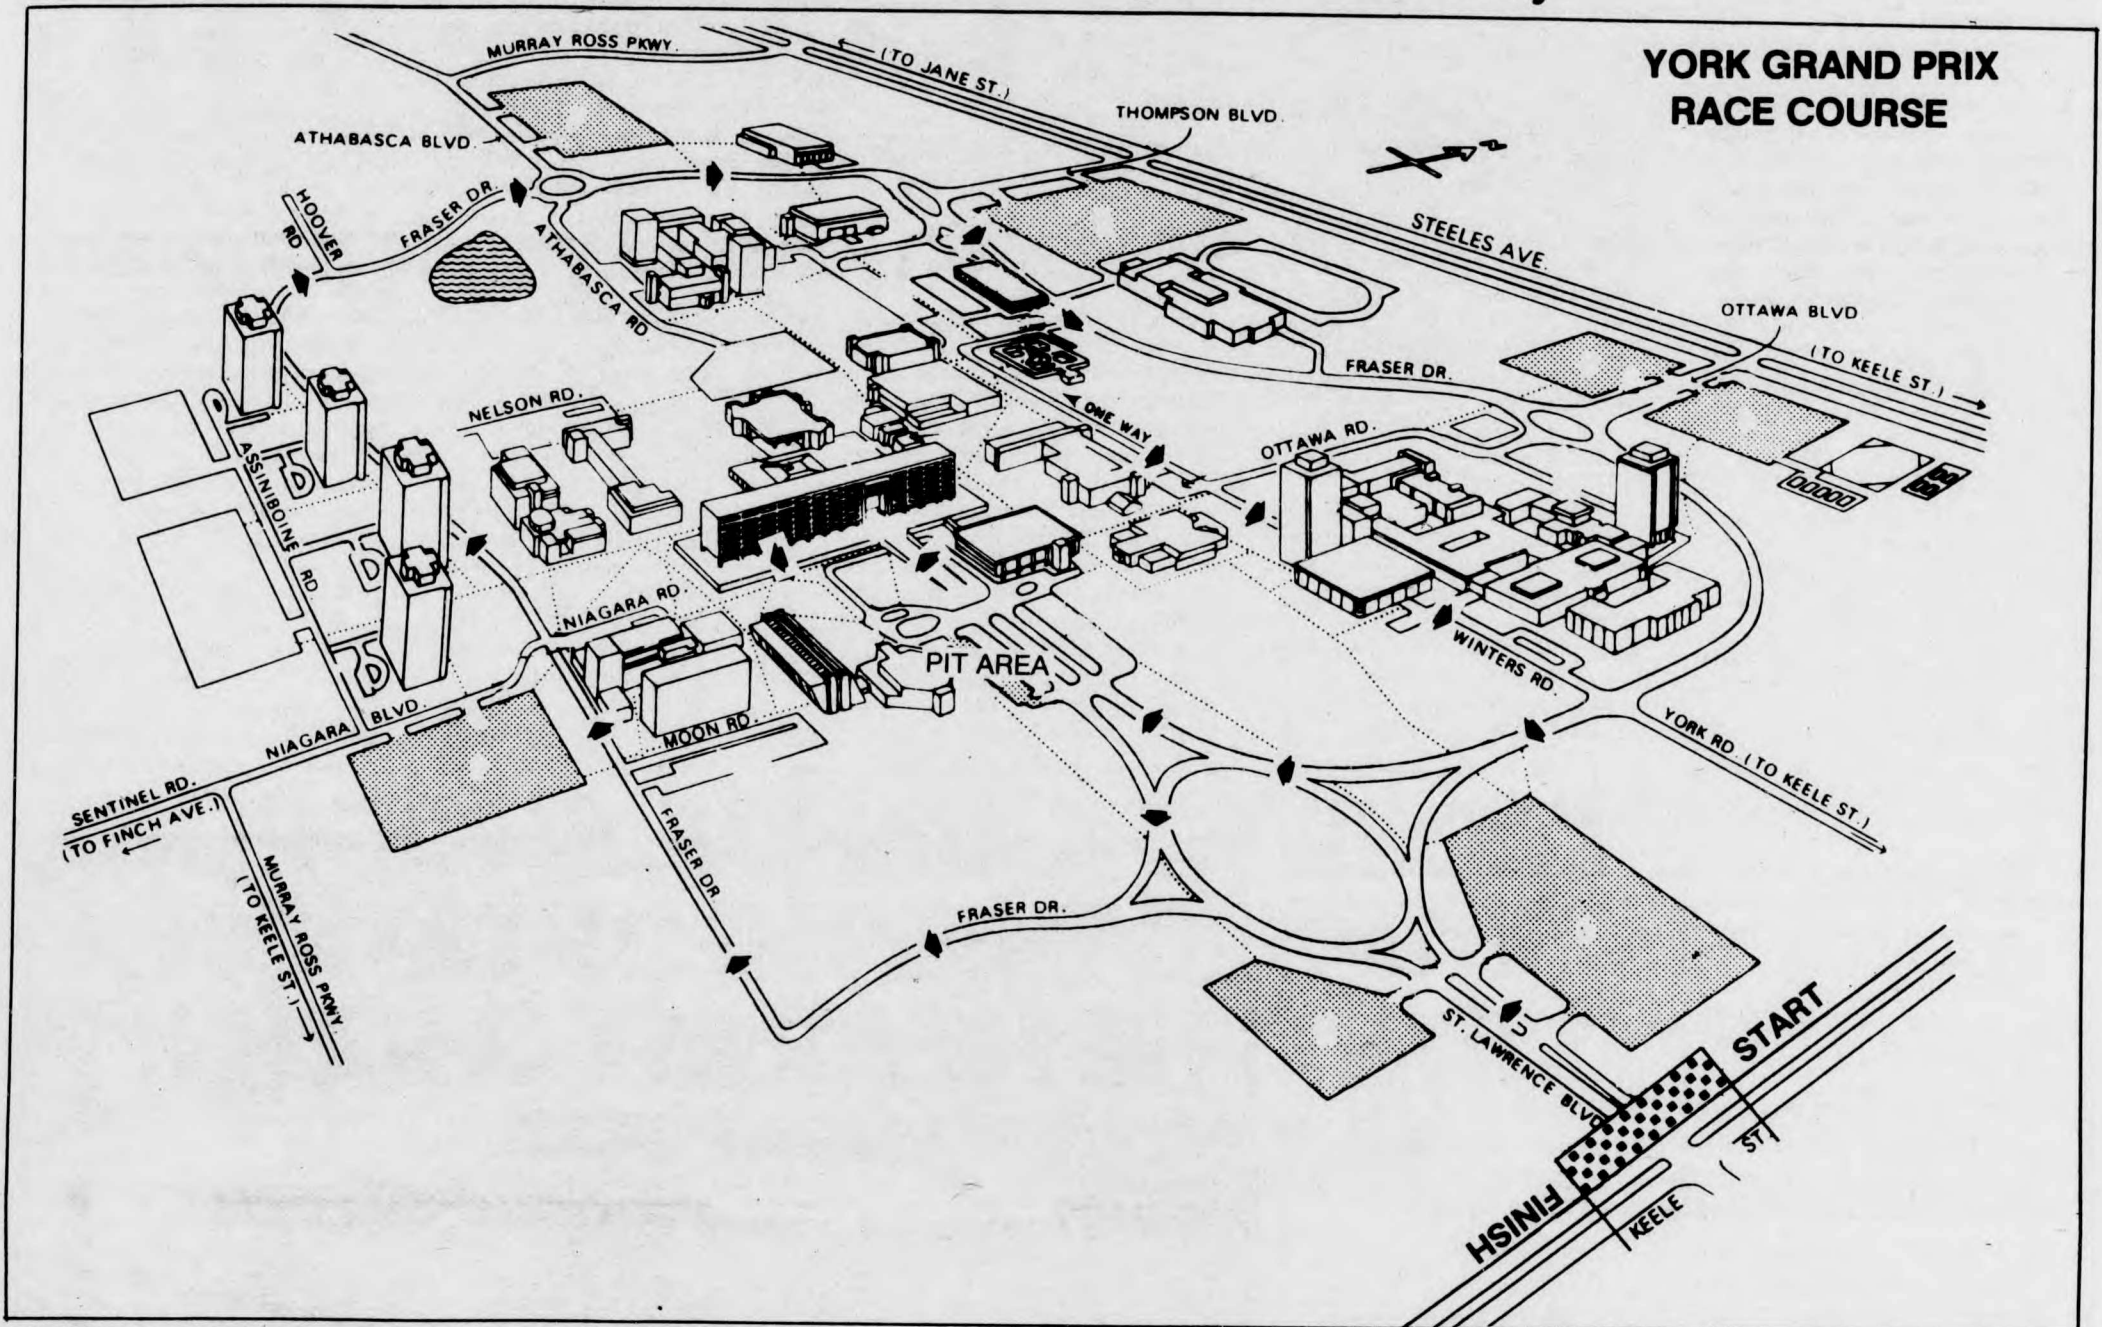 YORK GRAND PRIX
RACE COURSE
MURRAY ROSS PKWY.
(TO JANE ST.)
THOMPSON BLVD.
ATHABASCA BLVD.
HOOVER
RD
FRASER DR.
ATHABASCA RD
STEELES AVE.
OTTAWA BLVD
(TO KEELE ST.)
FRASER DR.
NELSON RD.
ONE WAY
OTTAWA RD.
ASSINIBOINE RD
NIAGARA RD.
PIT AREA
WINTERS RD.
MOON RD.
NIAGARA BLVD.
YORK RD. (TO KEELE ST.)
SENTINEL RD.
(TO FINCH AVE.)
FRASER DR.
MURRAY ROSS PKWY.
(TO KEELE ST.)
FRASER DR.
ST. LAWRENCE BLVD
START
FINISH
KEELE ST.